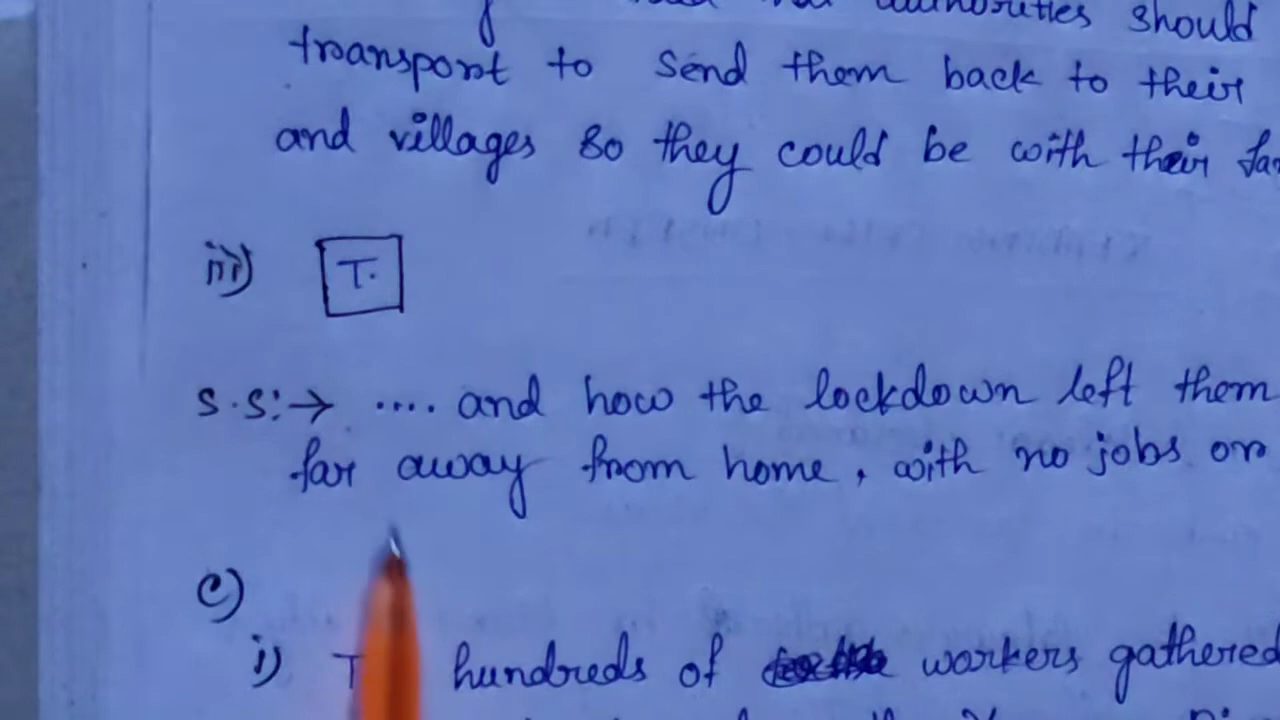 authorities should
transport to send them back to their
and villages so they could be with their
iii) T.
S.S:→ .... and how the lockdown left them
far away from home, with no jobs or
c)
i) hundreds of workers gathered